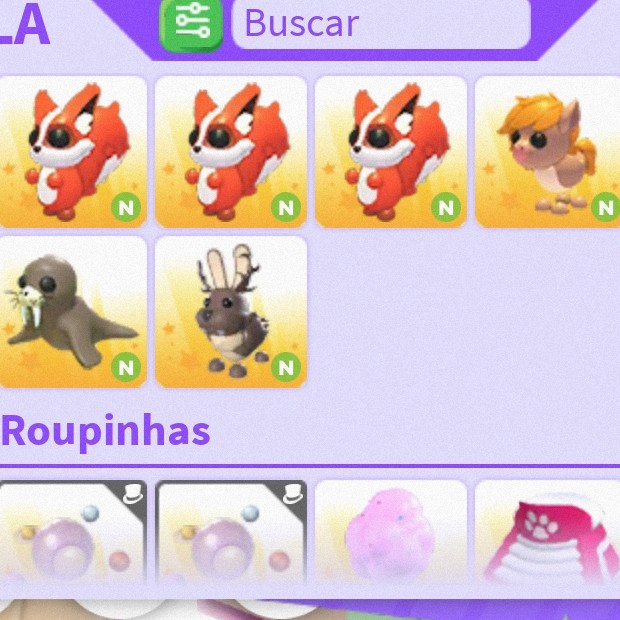 LA
Buscar
N N N N
N N
Roupinhas